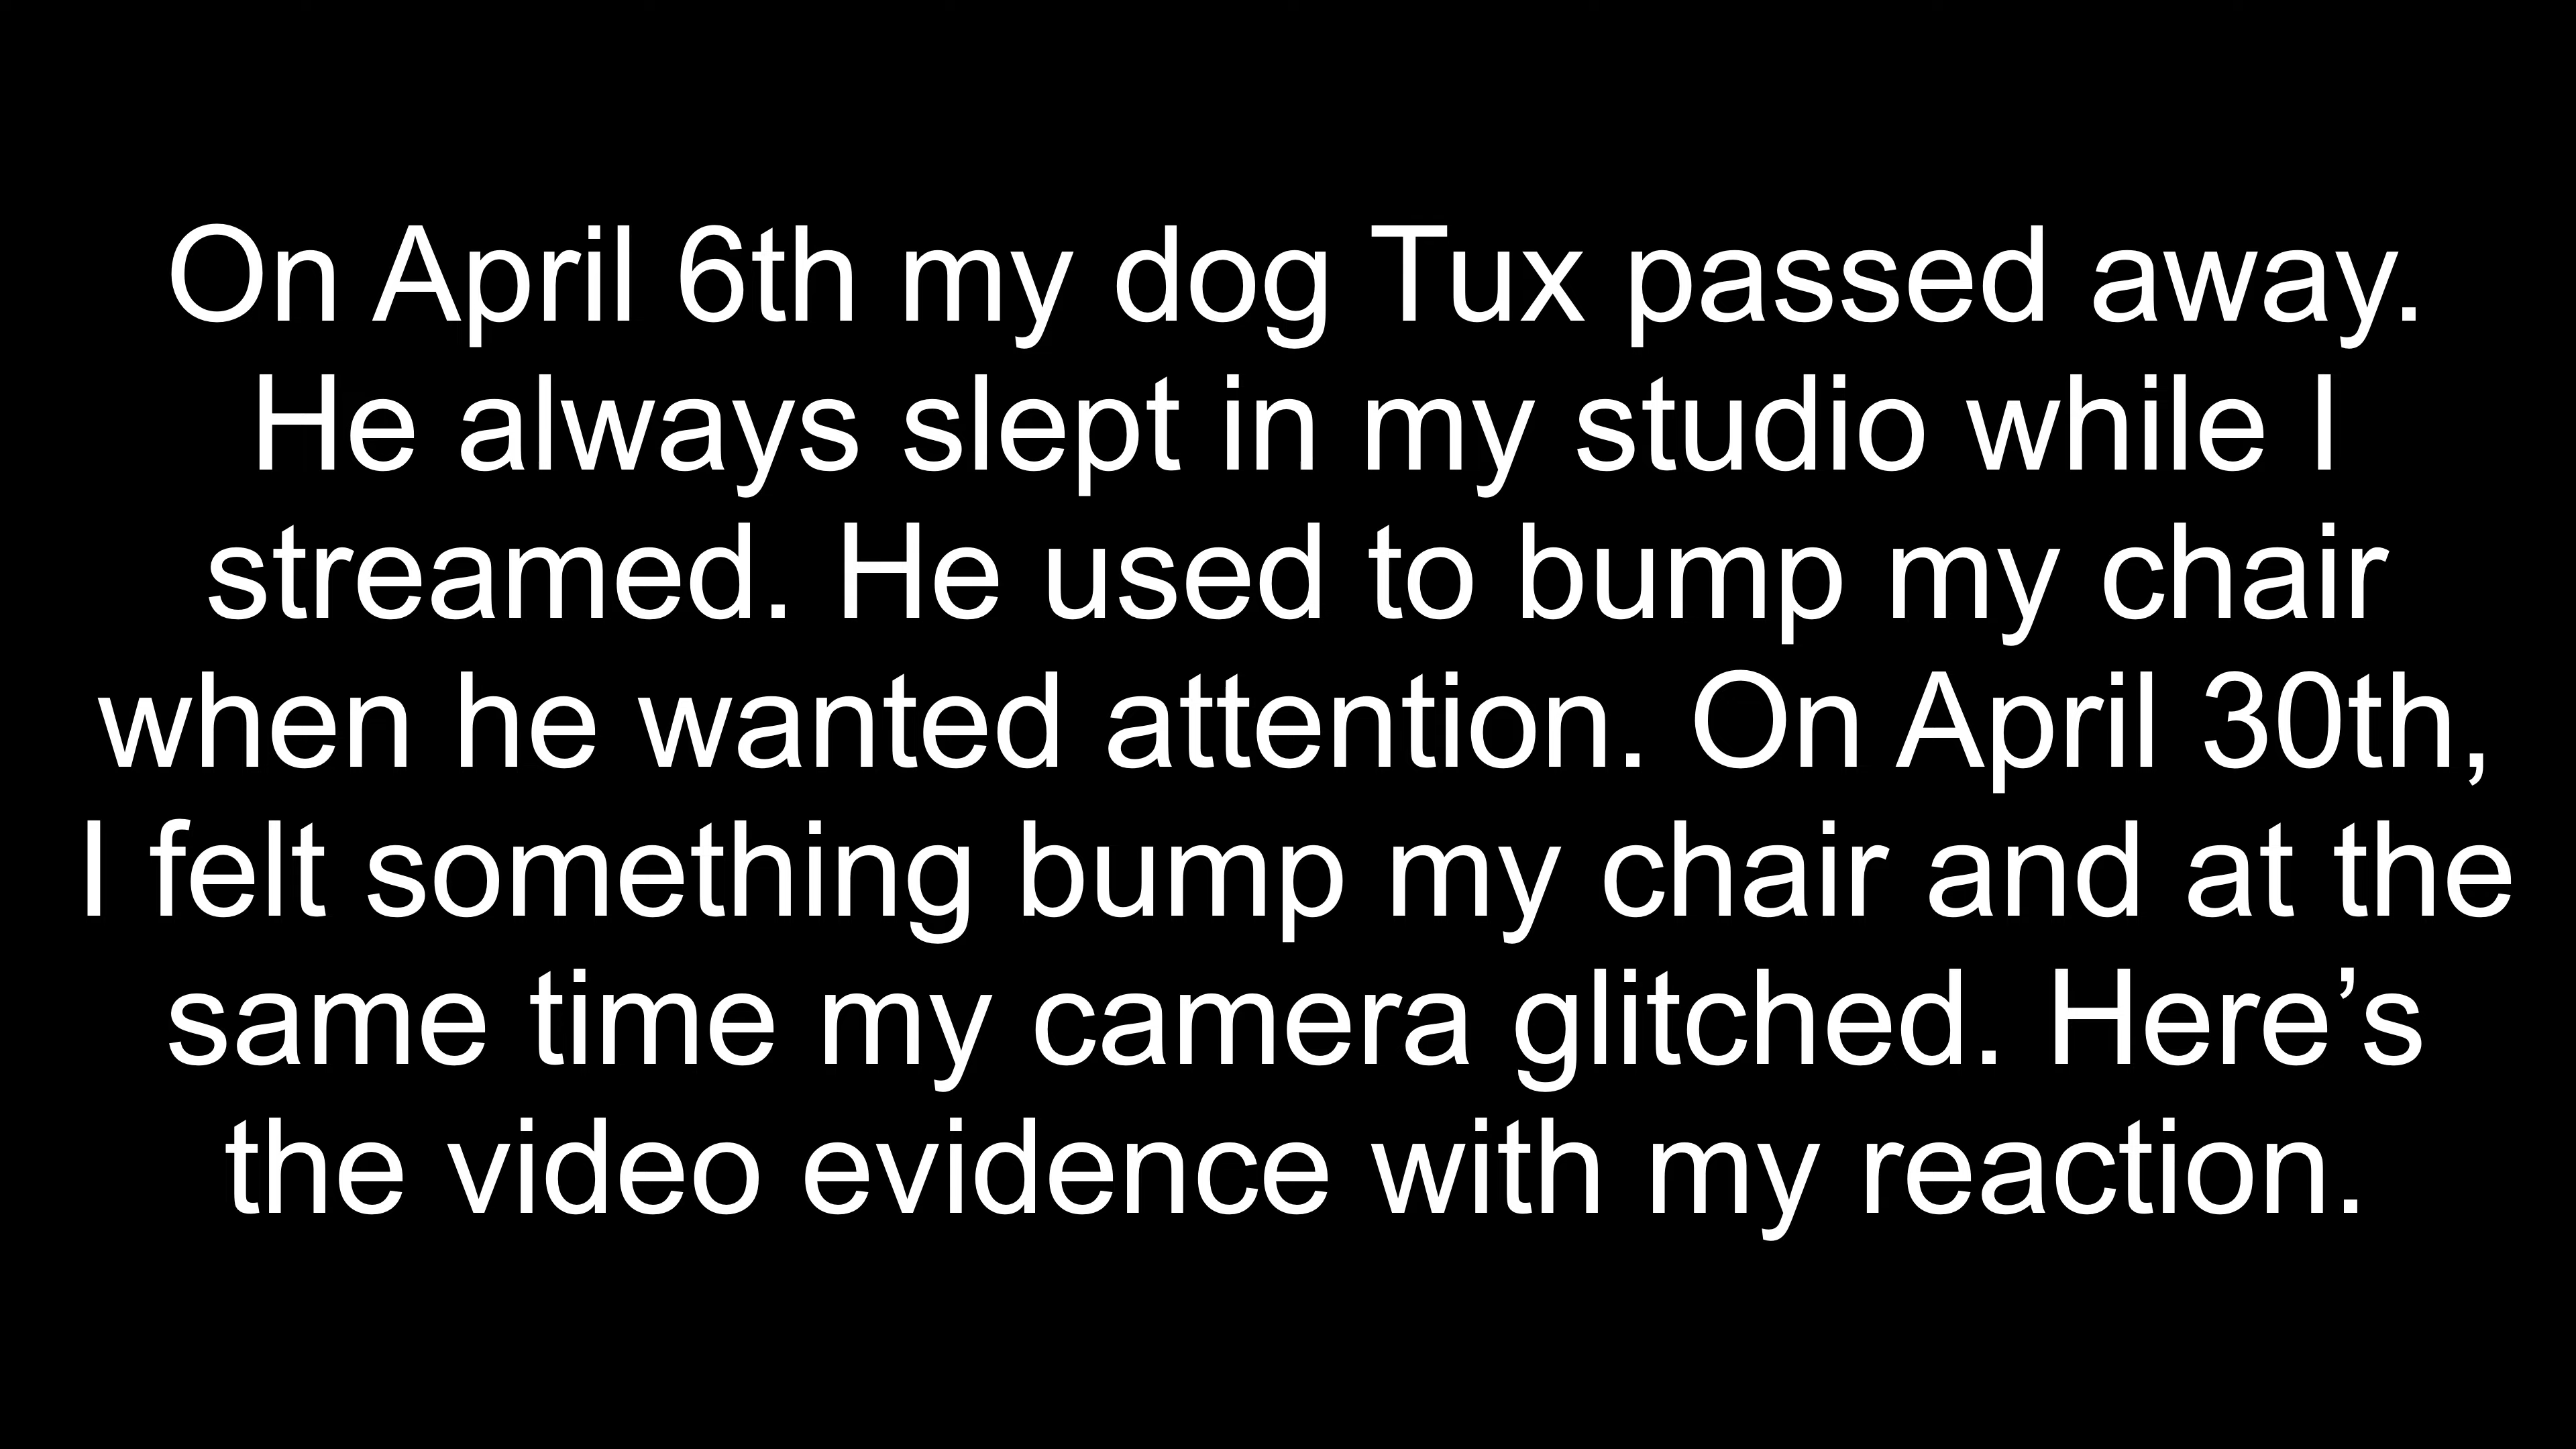 On April 6th my dog Tux passed away.
He always slept in my studio while I
streamed. He used to bump my chair
when he wanted attention. On April 30th,
I felt something bump my chair and at the
same time my camera glitched. Here’s
the video evidence with my reaction.